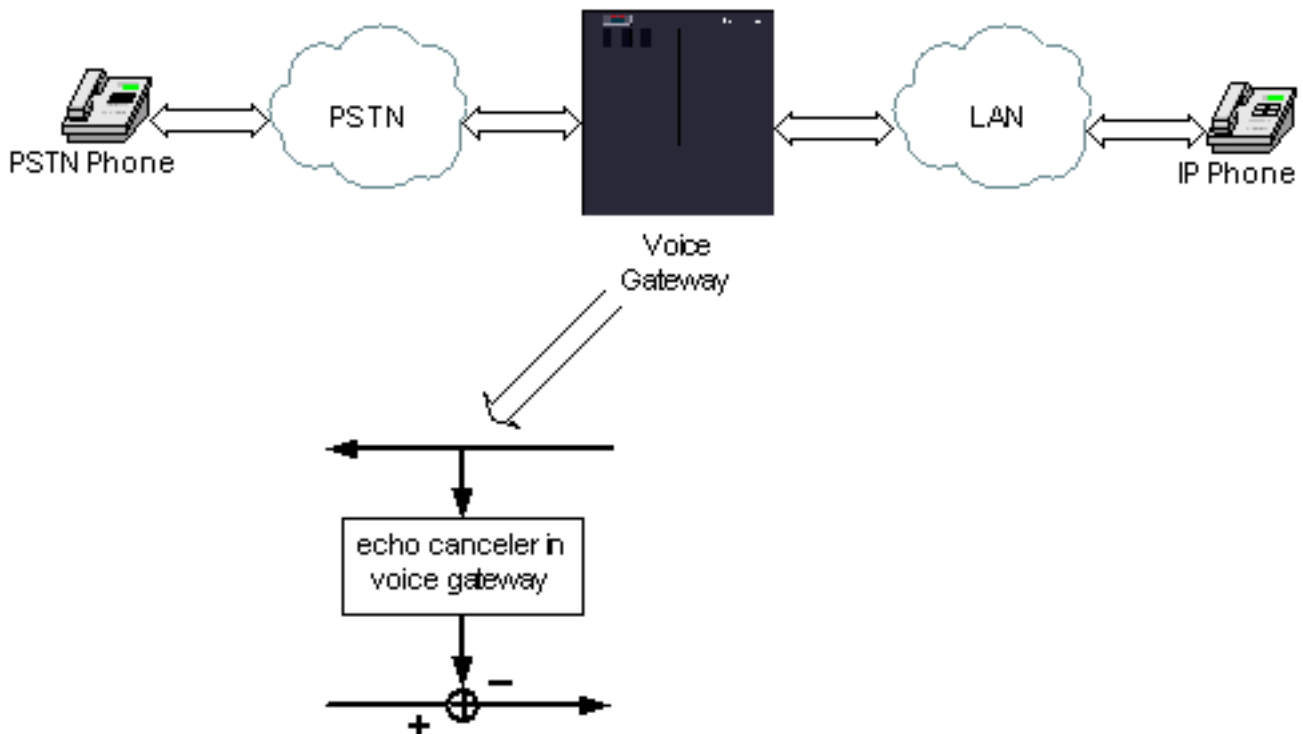 PSTN
LAN
PSTN Phone
IP Phone
Voice
Gateway
echo canceler in
voice gateway
−
+